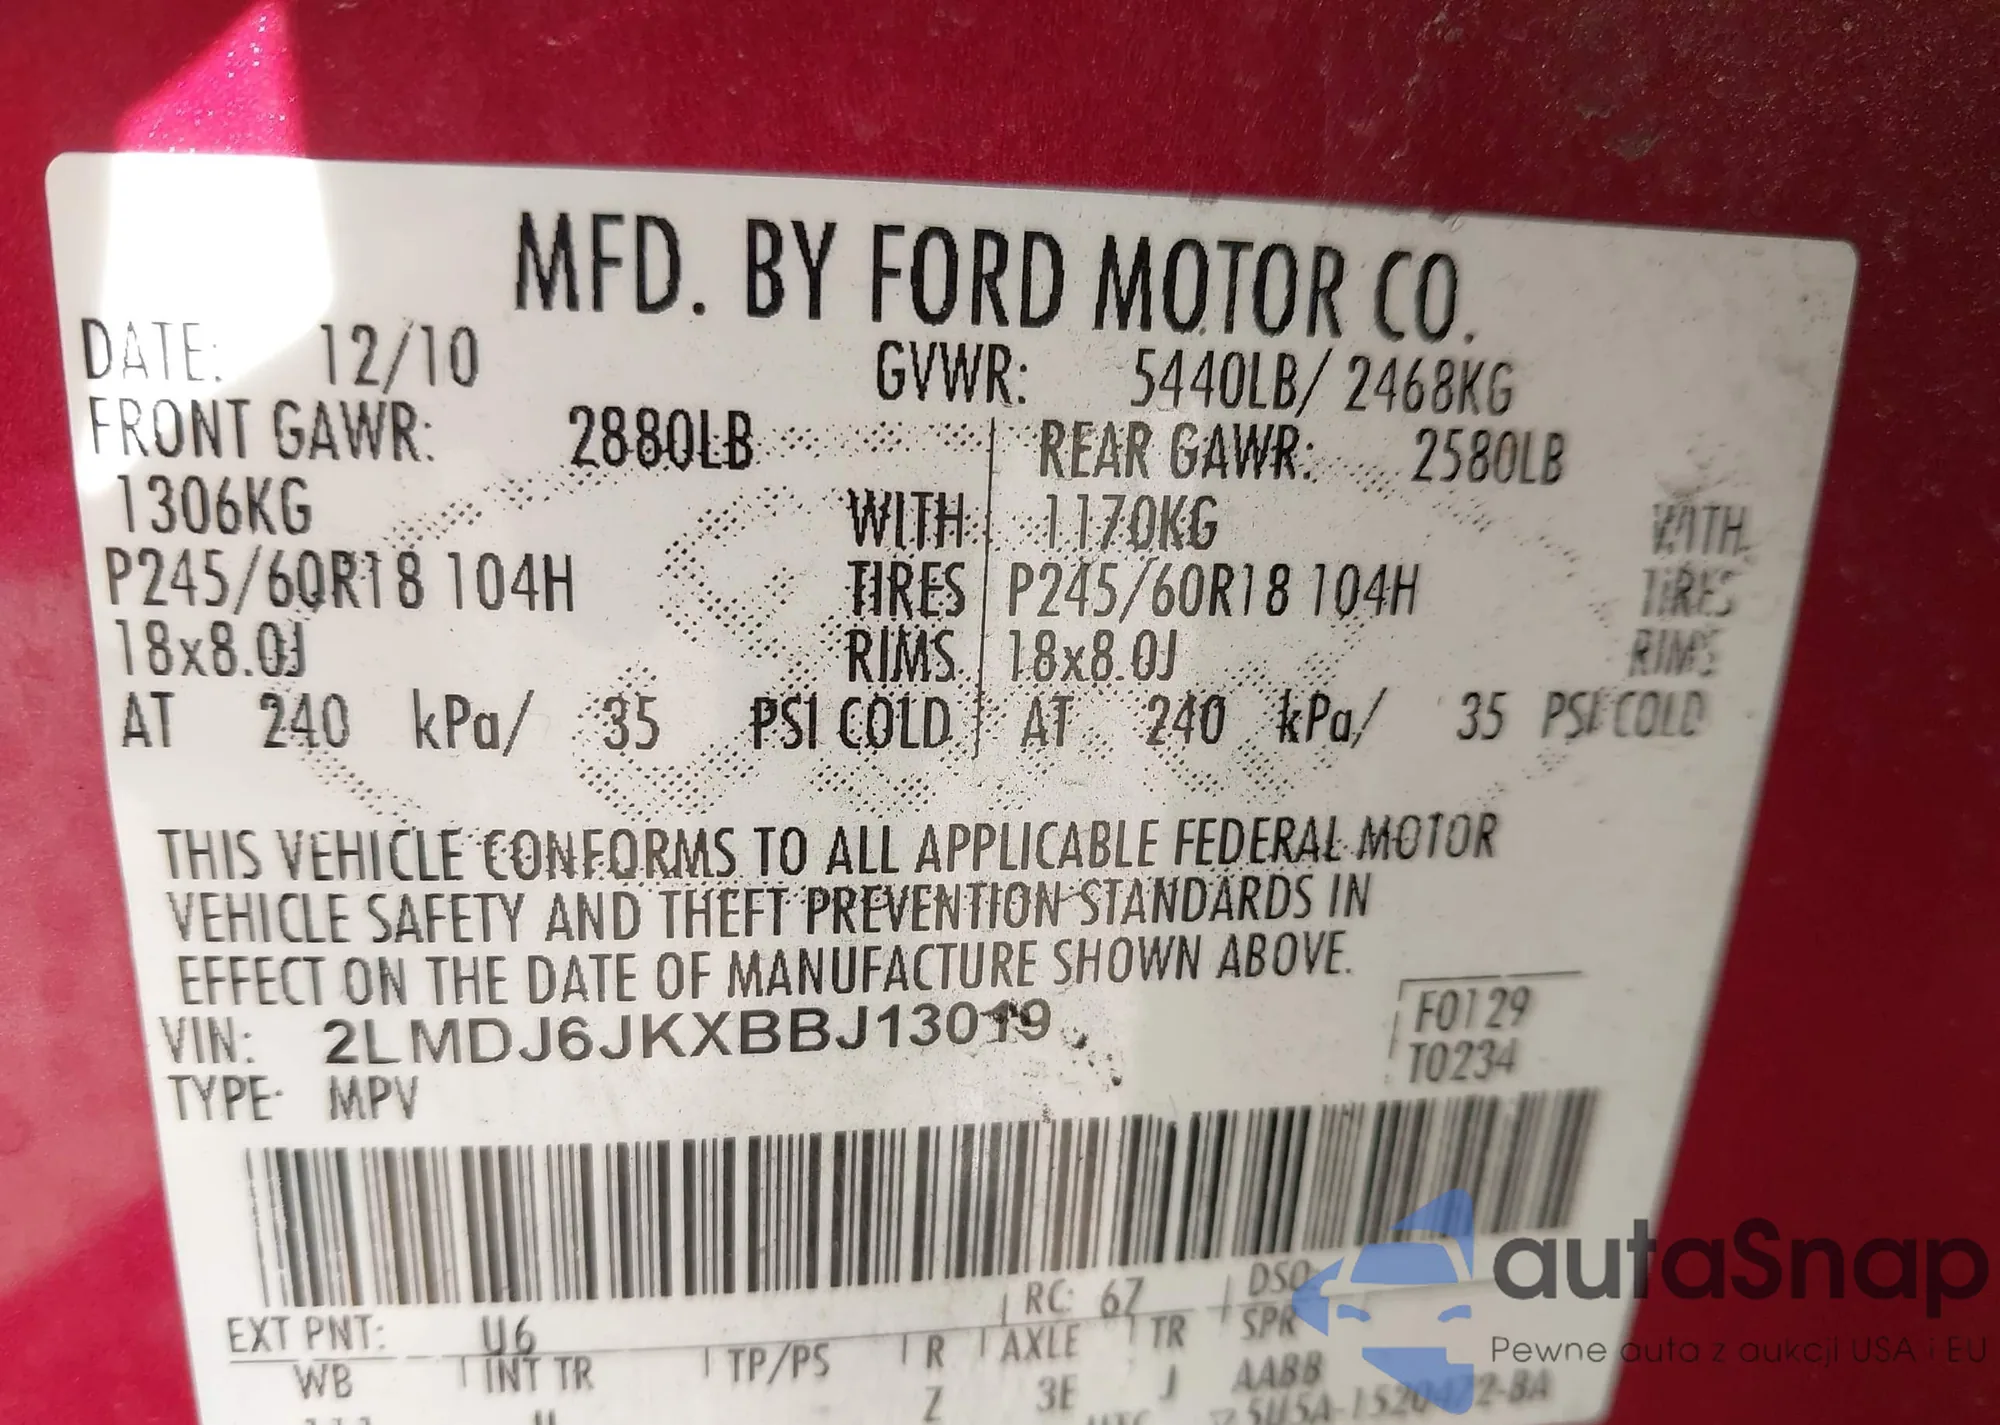 MFD. BY FORD MOTOR CO.
DATE: 12/10 GVWR: 5440LB/ 2468KG
FRONT GAWR: 2880LB REAR GAWR: 2580LB
1306KG WITH 1170KG WITH
P245/60R18 104H TIRES P245/60R18 104H TIRES
18x8.0J RIMS 18x8.0J RIMS
AT 240 kPa/ 35 PSI COLD AT 240 kPa/ 35 PSI COLD
THIS VEHICLE CONFORMS TO ALL APPLICABLE FEDERAL MOTOR
VEHICLE SAFETY AND THEFT PREVENTION STANDARDS IN
EFFECT ON THE DATE OF MANUFACTURE SHOWN ABOVE.
VIN: 2LMDJ6JKXBBJ13019
F0129
T0234
TYPE: MPV
EXT PNT: U6 RC: 67 DSO:
WB INT TR TP/PS R AXLE TR SPR
Z 3E J AABB
autaSnap
Pewne auta z aukcji USA i EU